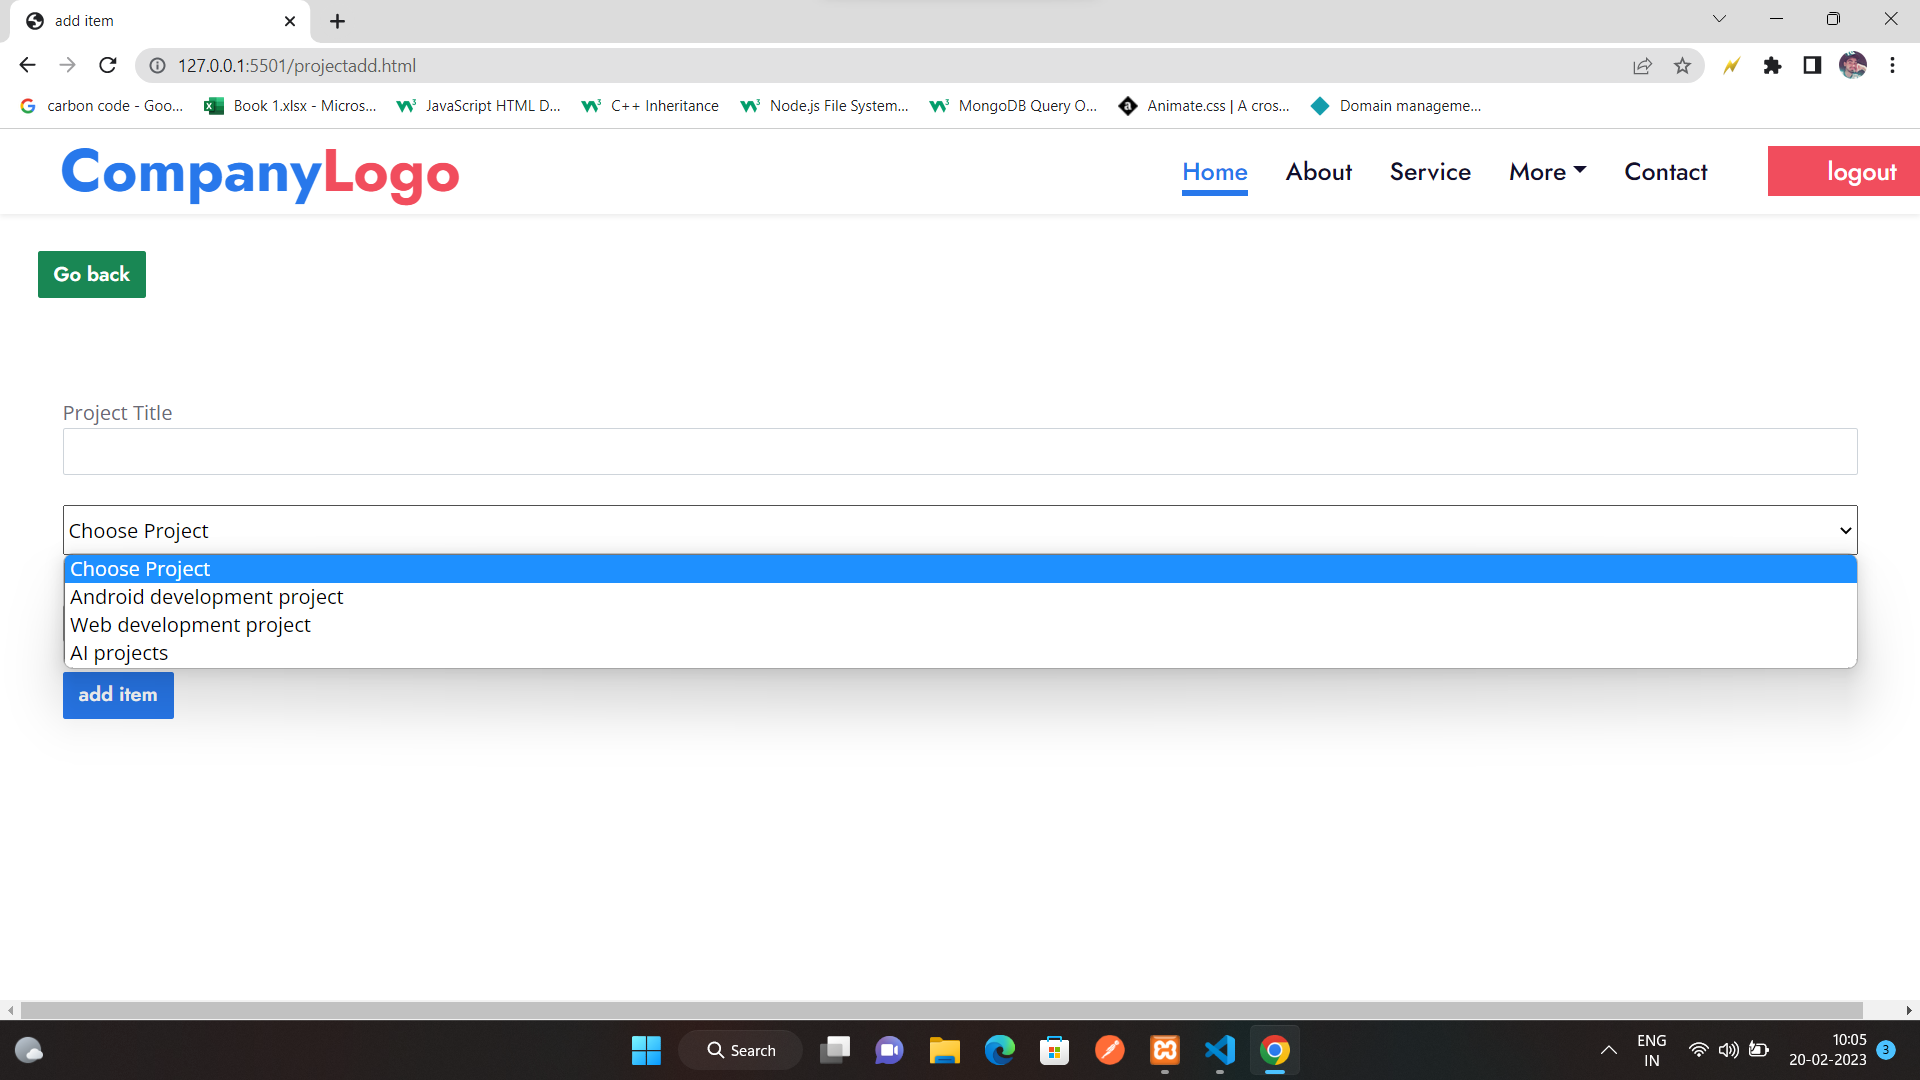 add item
127.0.0.1:5501/projectadd.html
carbon code - Goo...
Book 1.xlsx - Micros...
JavaScript HTML D...
C++ Inheritance
Node.js File System...
MongoDB Query O...
Animate.css | A cros...
Domain manageme...
CompanyLogo
Home
About
Service
More
Contact
logout
Go back
Project Title
Choose Project
Choose Project
Android development project
Web development project
AI projects
add item
Search
ENG
IN
10:05
20-02-2023
3